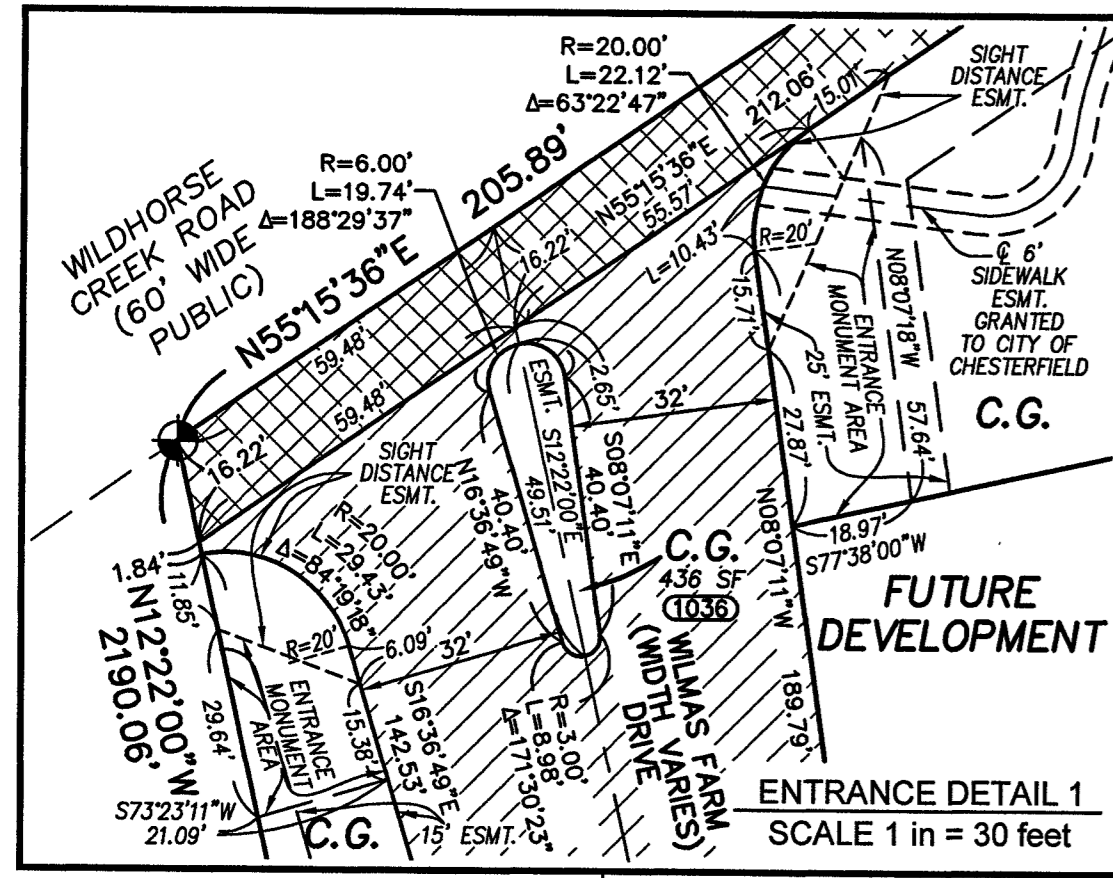 R=20.00'
L=22.12'
Δ=63°22'47"
SIGHT
DISTANCE
ESMT.
212.06'
15.01'
R=6.00'
L=19.74'
Δ=188°29'37"
205.89'
N55°15'36"E
55.57'
WILDHORSE
CREEK ROAD
(60' WIDE
PUBLIC)
N55°15'36"E
16.22'
L=10.43'
R=20'
15.71'
59.48'
59.48'
16.22'
℄ 6'
SIDEWALK
ESMT.
GRANTED
TO CITY OF
CHESTERFIELD
N08°07'18"W
57.64'
ENTRANCE
MONUMENT AREA
25' ESMT.
C.G.
ESMT.
S12°22'00"E
49.51'
2.65'
32'
S08°07'11"E
40.40'
N16°36'49"W
40.40'
27.87'
N08°07'11"W
189.79'
18.97'
S77°38'00"W
SIGHT
DISTANCE
ESMT.
R=20.00'
L=29.43'
Δ=84°19'18"
1.84'
11.85'
N12°22'00"W
2190.06'
C.G.
436 SF
1036
FUTURE
DEVELOPMENT
R=20'
6.09'
32'
ENTRANCE
MONUMENT
AREA
29.64'
15.38'
S16°36'49"E
142.53'
R=3.00'
L=8.98'
Δ=171°30'23"
WILMAS FARM
DRIVE
(WIDTH VARIES)
S73°23'11"W
21.09'
C.G.
15' ESMT.
ENTRANCE DETAIL 1
SCALE 1 in = 30 feet